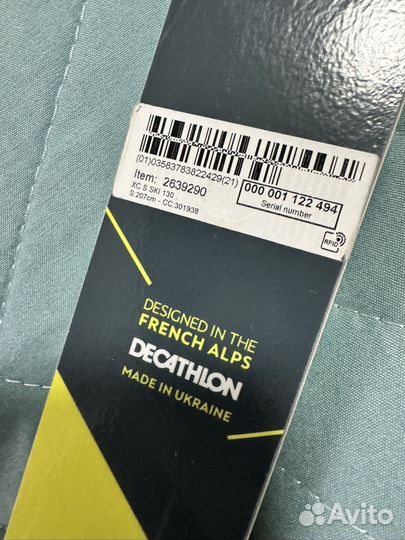 (01)03583783822429(21)
Item: 2639290
000 001 122 494
XC S SKI 130
Serial number
S:207cm - CC:301938
RFID
DESIGNED IN THE
FRENCH ALPS
DECATHLON
MADE IN UKRAINE
Avito